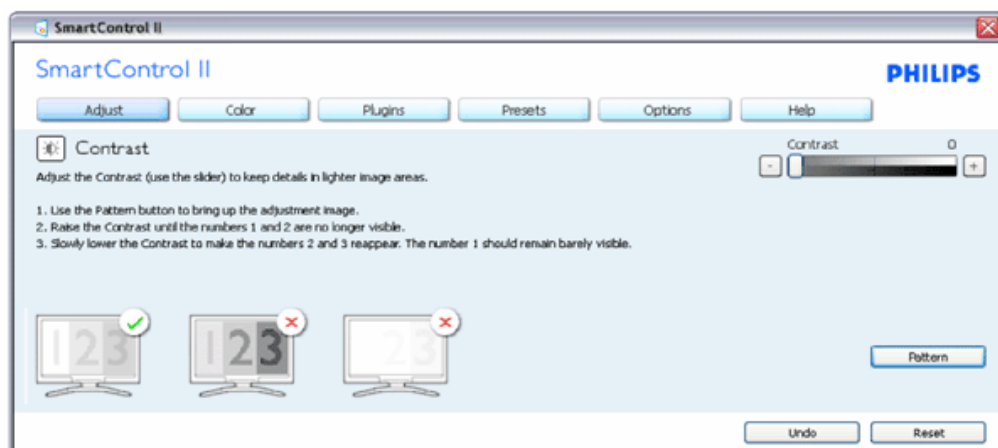 SmartControl II
SmartControl II
PHILIPS
Adjust Color Plugins Presets Options Help
Contrast
Contrast 0
- +
Adjust the Contrast (use the slider) to keep details in lighter image areas.
1. Use the Pattern button to bring up the adjustment image.
2. Raise the Contrast until the numbers 1 and 2 are no longer visible.
3. Slowly lower the Contrast to make the numbers 2 and 3 reappear. The number 1 should remain barely visible.
123 123 23
Pattern
Undo Reset